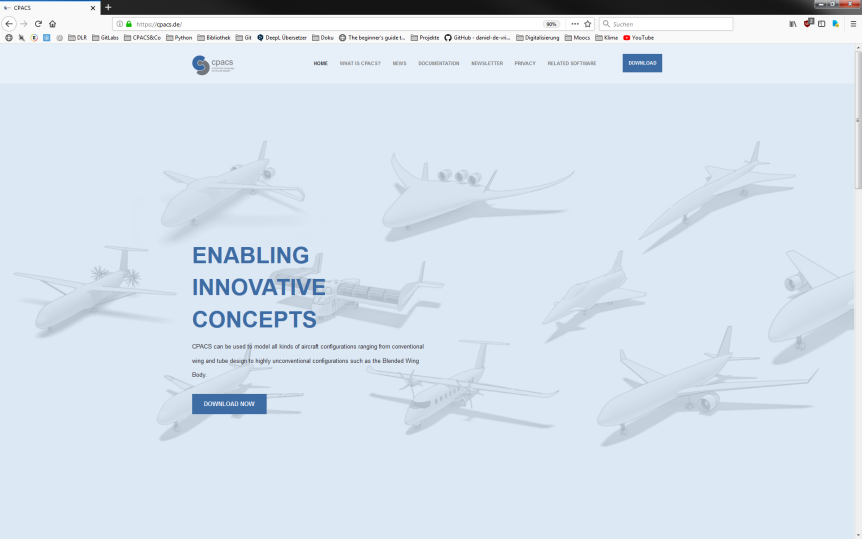 CPACS
https://cpacs.de/
90%
Suchen
DLR
GitLabs
CPACS&Co
Python
Bibliothek
Git
DeepL Übersetzer
Doku
The beginner's guide t...
Projekte
GitHub - daniel-de-vri...
Digitalisierung
Moocs
Klima
YouTube
cpacs
HOME
WHAT IS CPACS?
NEWS
DOCUMENTATION
NEWSLETTER
PRIVACY
RELATED SOFTWARE
DOWNLOAD
ENABLING
INNOVATIVE
CONCEPTS
CPACS can be used to model all kinds of aircraft configurations ranging from conventional
wing and tube design to highly unconventional configurations such as the Blended Wing
Body.
DOWNLOAD NOW